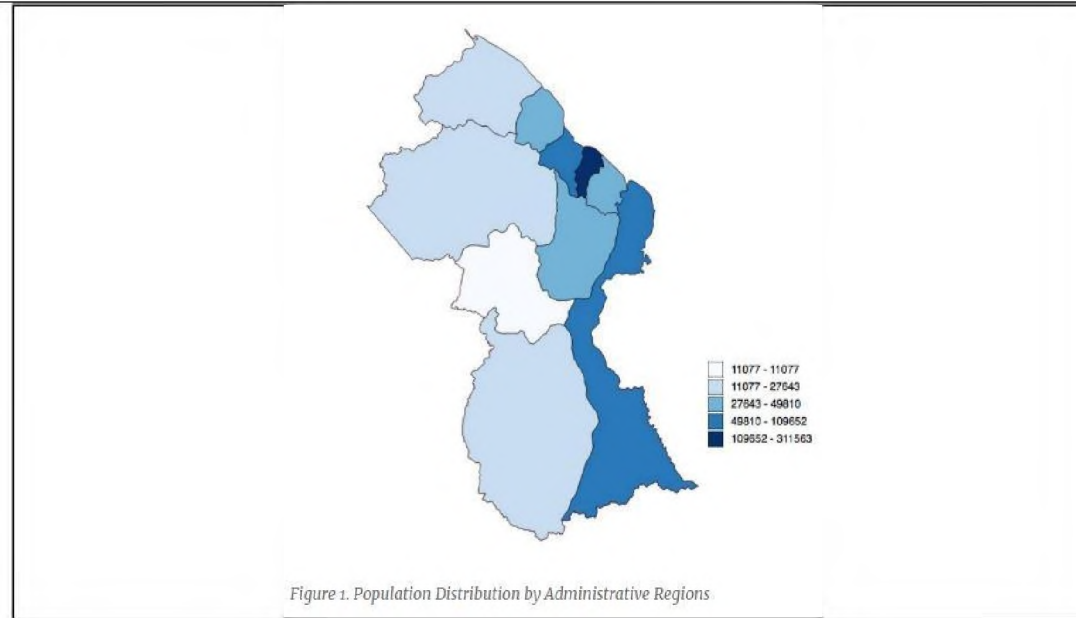 11077 - 11077
11077 - 27643
27643 - 49810
49810 - 109652
109652 - 311563
Figure 1. Population Distribution by Administrative Regions